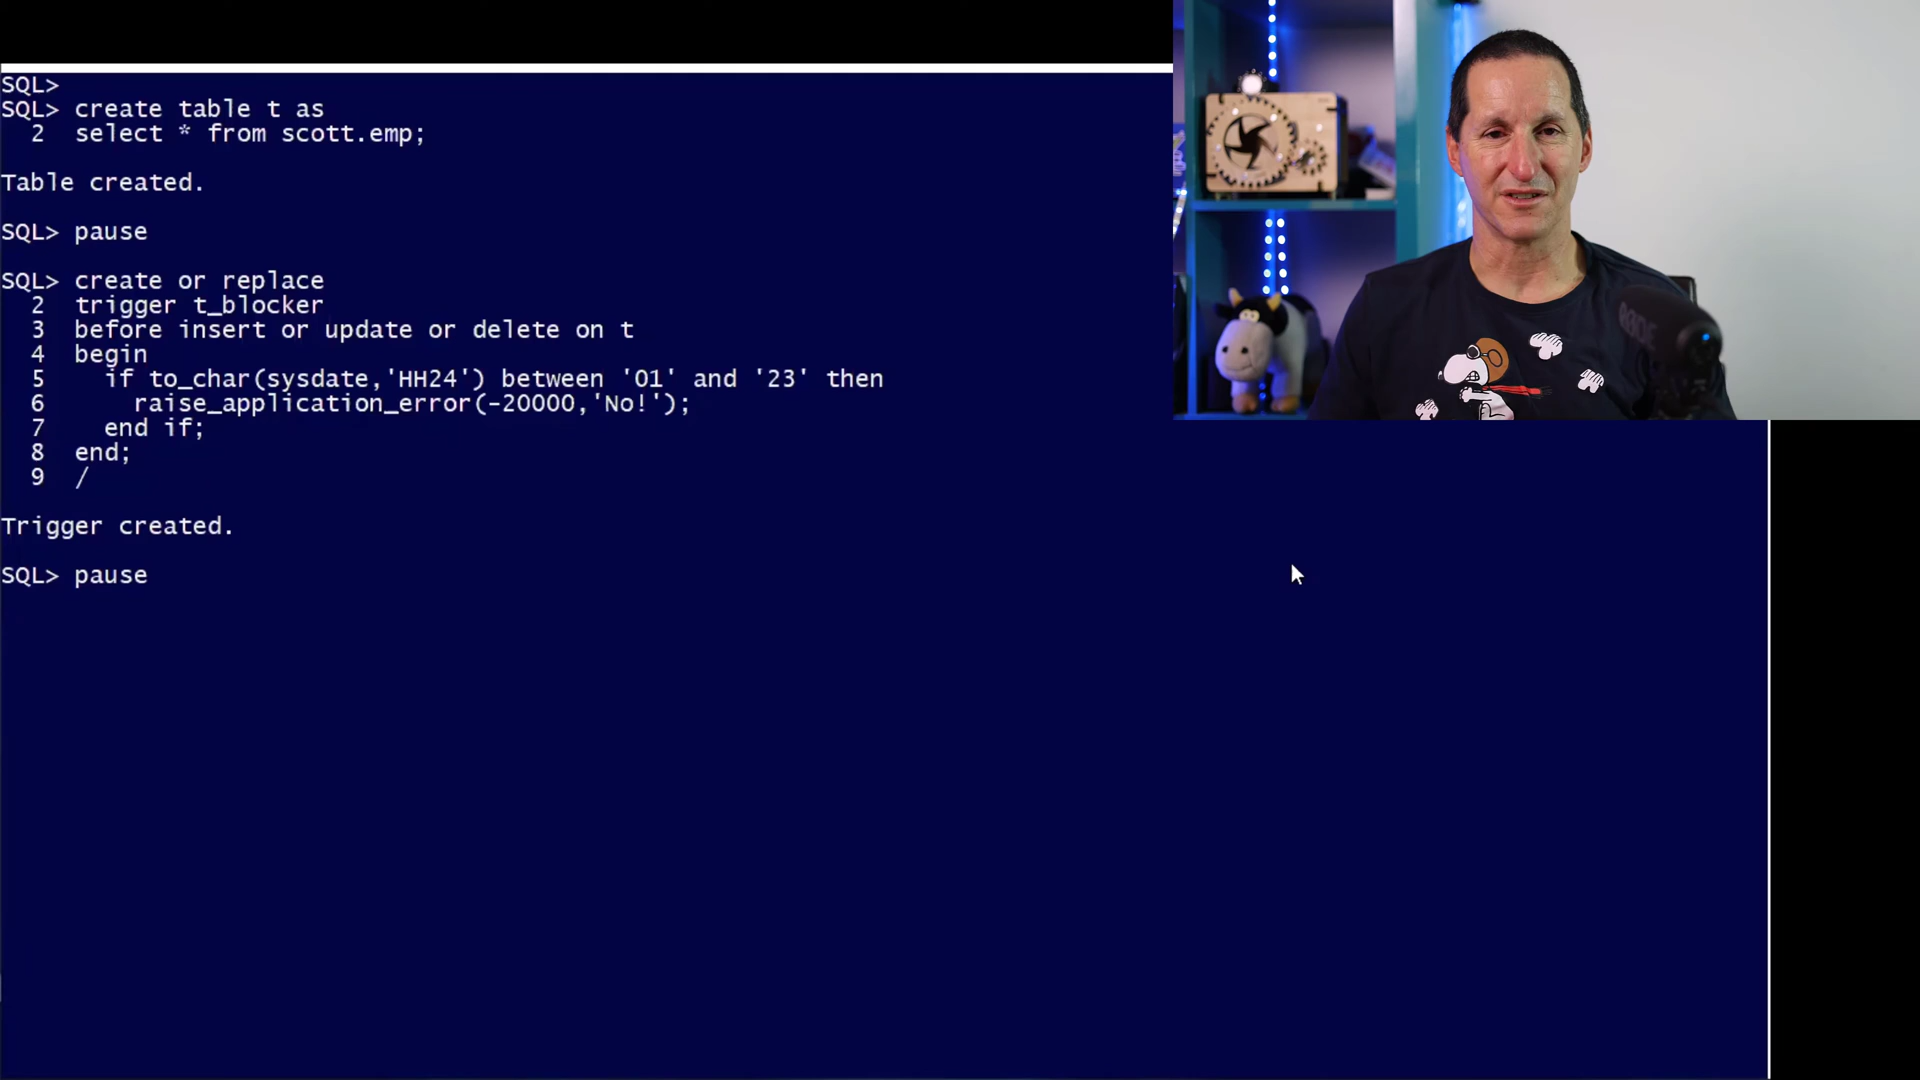 SQL>
SQL> create table t as
  2  select * from scott.emp;
Table created.
SQL> pause
SQL> create or replace
  2  trigger t_blocker
  3  before insert or update or delete on t
  4  begin
  5    if to_char(sysdate,'HH24') between '01' and '23' then
  6      raise_application_error(-20000,'No!');
  7    end if;
  8  end;
  9  /
Trigger created.
SQL> pause